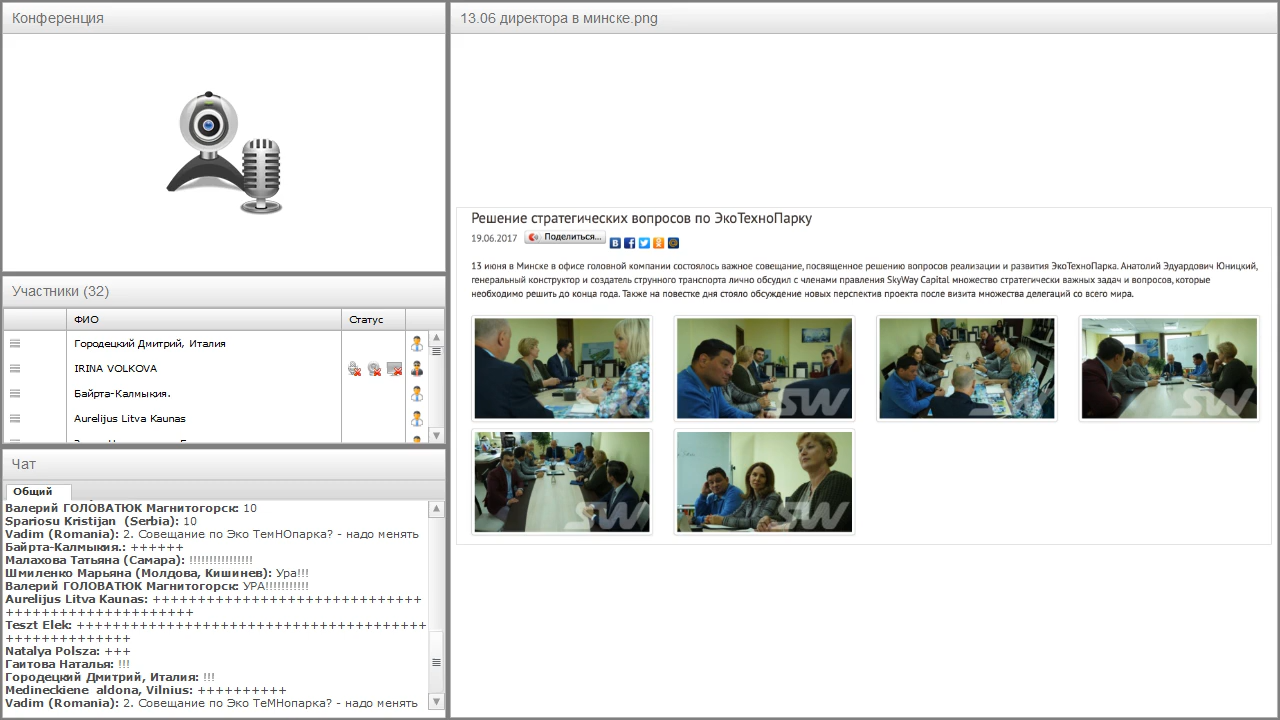 Конференция
Участники (32)
ФИО Статус
Городецкий Дмитрий, Италия
IRINA VOLKOVA
Байрта-Калмыкия.
Aurelijus Litva Kaunas
Чат
Общий
Валерий ГОЛОВАТЮК Магнитогорск: 10
Spariosu Kristijan (Serbia): 10
Vadim (Romania): 2. Совещание по Эко ТемНОпарка? - надо менять
Байрта-Калмыкия.: ++++++
Малахова Татьяна (Самара): !!!!!!!!!!!!!!!!
Шмиленко Марьяна (Молдова, Кишинев): Ура!!!
Валерий ГОЛОВАТЮК Магнитогорск: УРА!!!!!!!!!!!
Aurelijus Litva Kaunas: ++++++++++++++++++++++++++++++
+++++++++++++++++++++
Teszt Elek: +++++++++++++++++++++++++++++++++++++++
++++++++++++++
Natalya Polsza: +++
Гаитова Наталья: !!!
Городецкий Дмитрий, Италия: !!!
Medineckiene aldona, Vilnius: ++++++++++
Vadim (Romania): 2. Совещание по Эко ТеМНопарка? - надо менять
13.06 директора в минске.png
Решение стратегических вопросов по ЭкоТехноПарку
19.06.2017 Поделиться...
13 июня в Минске в офисе головной компании состоялось важное совещание, посвященное решению вопросов реализации и развития ЭкоТехноПарка. Анатолий Эдуардович Юницкий,
генеральный конструктор и создатель струнного транспорта лично обсудил с членами правления SkyWay Capital множество стратегически важных задач и вопросов, которые
необходимо решить до конца года. Также на повестке дня стояло обсуждение новых перспектив проекта после визита множества делегаций со всего мира.
SW
SW
SW
SW
SW
SW